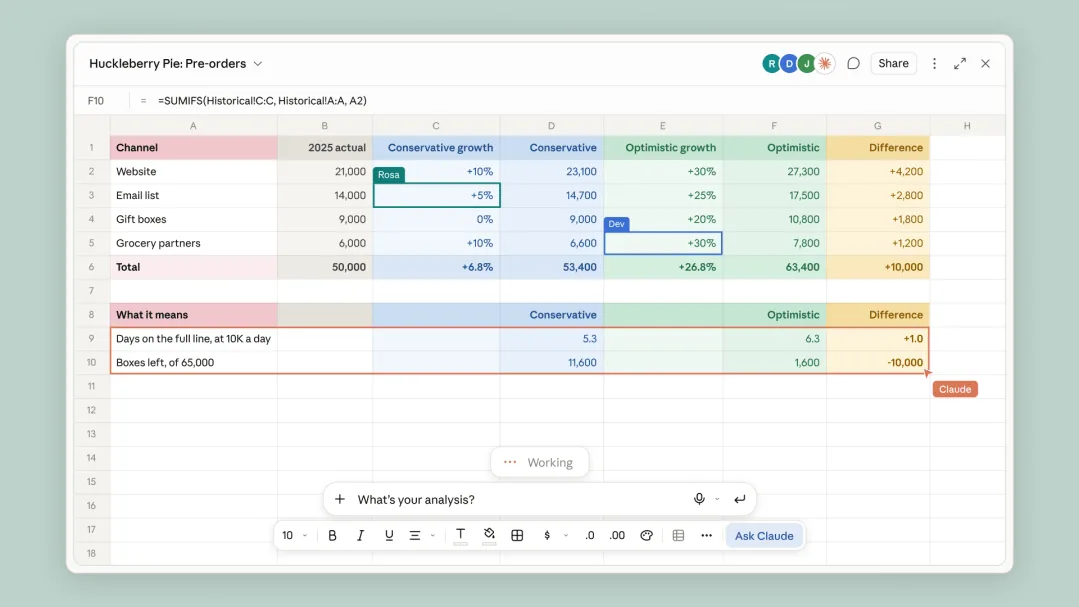 Huckleberry Pie: Pre-orders
R D J Share
F10 = =SUMIFS(Historical!C:C, Historical!A:A, A2)
A B C D E F G H
1 Channel 2025 actual Conservative growth Conservative Optimistic growth Optimistic Difference
2 Website 21,000 +10% 23,100 +30% 27,300 +4,200
Rosa
3 Email list 14,000 +5% 14,700 +25% 17,500 +2,800
4 Gift boxes 9,000 0% 9,000 +20% 10,800 +1,800
Dev
5 Grocery partners 6,000 +10% 6,600 +30% 7,800 +1,200
6 Total 50,000 +6.8% 53,400 +26.8% 63,400 +10,000
7
8 What it means Conservative Optimistic Difference
9 Days on the full line, at 10K a day 5.3 6.3 +1.0
10 Boxes left, of 65,000 11,600 1,600 -10,000
11
Claude
12
13
14
Working
15
16
What's your analysis?
17
10 B I U T $ .0 .00 Ask Claude
18